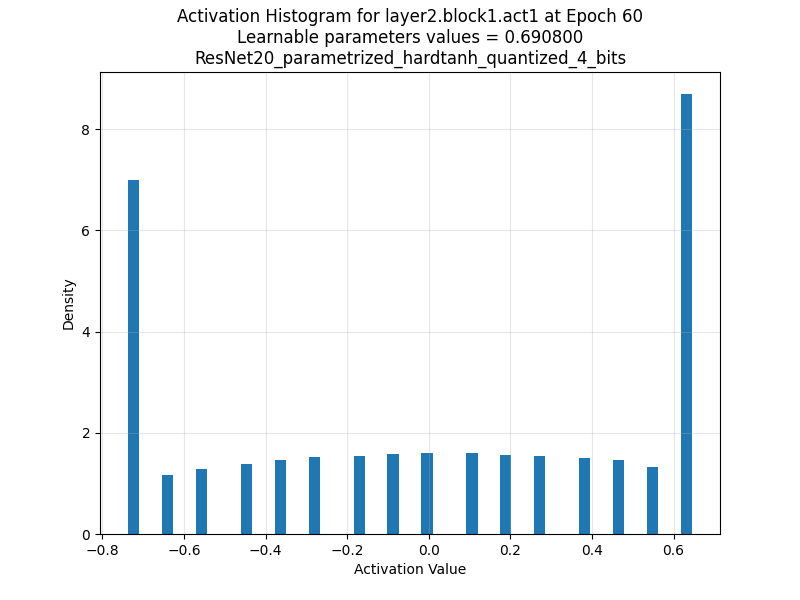 Activation Histogram for layer2.block1.act1 at Epoch 60
Learnable parameters values = 0.690800
ResNet20_parametrized_hardtanh_quantized_4_bits
8
6
4
2
0
Density
−0.8 −0.6 −0.4 −0.2 0.0 0.2 0.4 0.6
Activation Value